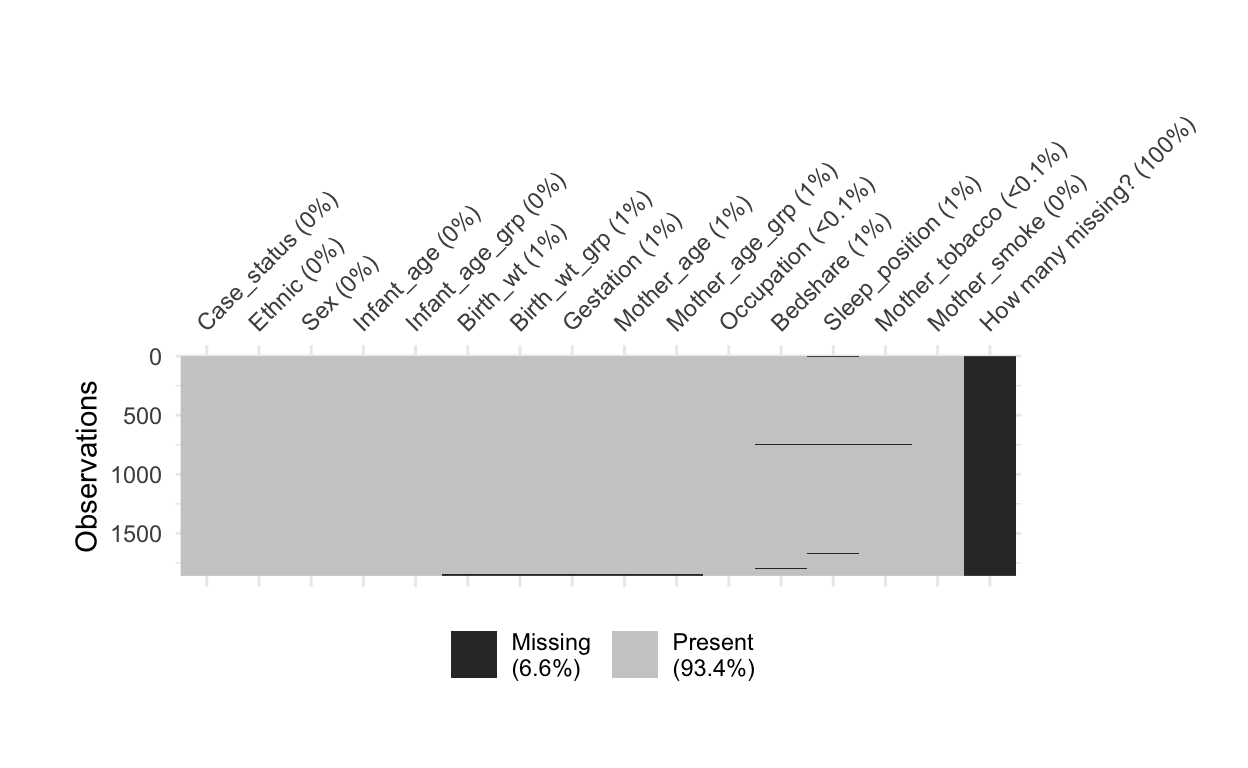 Case_status (0%)
Ethnic (0%)
Sex (0%)
Infant_age (0%)
Infant_age_grp (0%)
Birth_wt (1%)
Birth_wt_grp (1%)
Gestation (1%)
Mother_age (1%)
Mother_age_grp (1%)
Occupation (<0.1%)
Bedshare (1%)
Sleep_position (1%)
Mother_tobacco (<0.1%)
Mother_smoke (0%)
How many missing? (100%)
Observations
0
500
1000
1500
Missing
(6.6%)
Present
(93.4%)